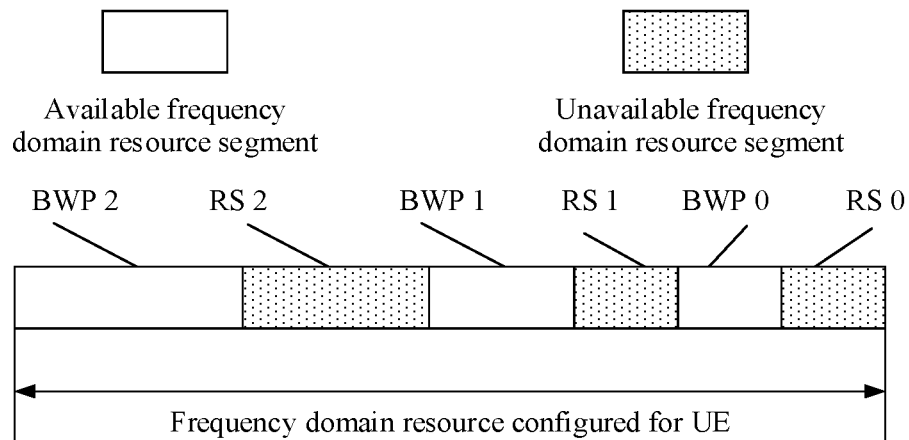 Available frequency
domain resource segment
Unavailable frequency
domain resource segment
BWP 2 RS 2 BWP 1 RS 1 BWP 0 RS 0
Frequency domain resource configured for UE